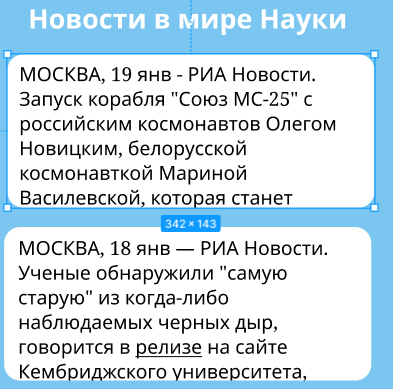 Новости в мире Науки
МОСКВА, 19 янв - РИА Новости.
Запуск корабля "Союз МС-25" с
российским космонавтов Олегом
Новицким, белорусской
космонавткой Мариной
Василевской, которая станет
342 × 143
МОСКВА, 18 янв — РИА Новости.
Ученые обнаружили "самую
старую" из когда-либо
наблюдаемых черных дыр,
говорится в релизе на сайте
Кембриджского университета,